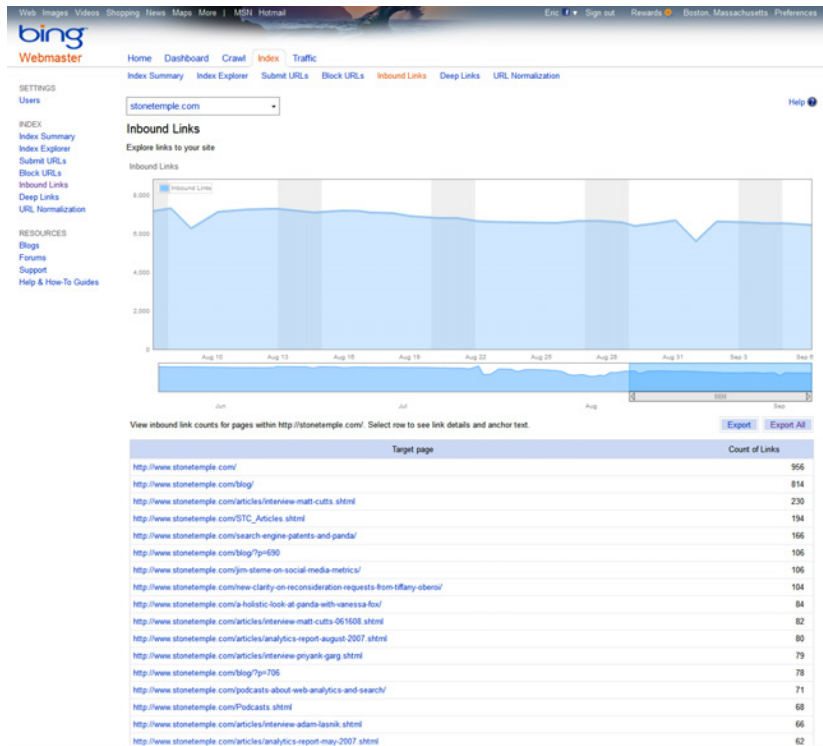 Web Images Videos Shopping News Maps More | MSN Hotmail Eric Sign out Rewards Boston, Massachusetts Preferences
bing
Webmaster Home Dashboard Crawl Index Traffic
Index Summary Index Explorer Submit URLs Block URLs Inbound Links Deep Links URL Normalization
SETTINGS
Users
INDEX
Index Summary
Index Explorer
Submit URLs
Block URLs
Inbound Links
Deep Links
URL Normalization
RESOURCES
Blogs
Forums
Support
Help & How-To Guides
stonetemple.com Help
Inbound Links
Explore links to your site
Inbound Links
Inbound Links
8,000
6,000
4,000
2,000
0
Aug 10 Aug 13 Aug 16 Aug 19 Aug 22 Aug 25 Aug 28 Aug 31 Sep 3 Sep 6
Jun Jul Aug Sep
View inbound link counts for pages within http://stonetemple.com/. Select row to see link details and anchor text. Export Export All
Target page Count of Links
http://www.stonetemple.com/ 956
http://www.stonetemple.com/blog/ 814
http://www.stonetemple.com/articles/interview-matt-cutts.shtml 230
http://www.stonetemple.com/STC_Articles.shtml 194
http://www.stonetemple.com/search-engine-patents-and-panda/ 166
http://www.stonetemple.com/blog/?p=690 106
http://www.stonetemple.com/jim-sterne-on-social-media-metrics/ 106
http://www.stonetemple.com/new-clarity-on-reconsideration-requests-from-tiffany-oberoi/ 104
http://www.stonetemple.com/a-holistic-look-at-panda-with-vanessa-fox/ 84
http://www.stonetemple.com/articles/interview-matt-cutts-061608.shtml 82
http://www.stonetemple.com/articles/analytics-report-august-2007.shtml 80
http://www.stonetemple.com/articles/interview-priyank-garg.shtml 79
http://www.stonetemple.com/blog/?p=706 78
http://www.stonetemple.com/podcasts-about-web-analytics-and-search/ 71
http://www.stonetemple.com/Podcasts.shtml 68
http://www.stonetemple.com/articles/interview-adam-lasnik.shtml 66
http://www.stonetemple.com/articles/analytics-report-may-2007.shtml 62